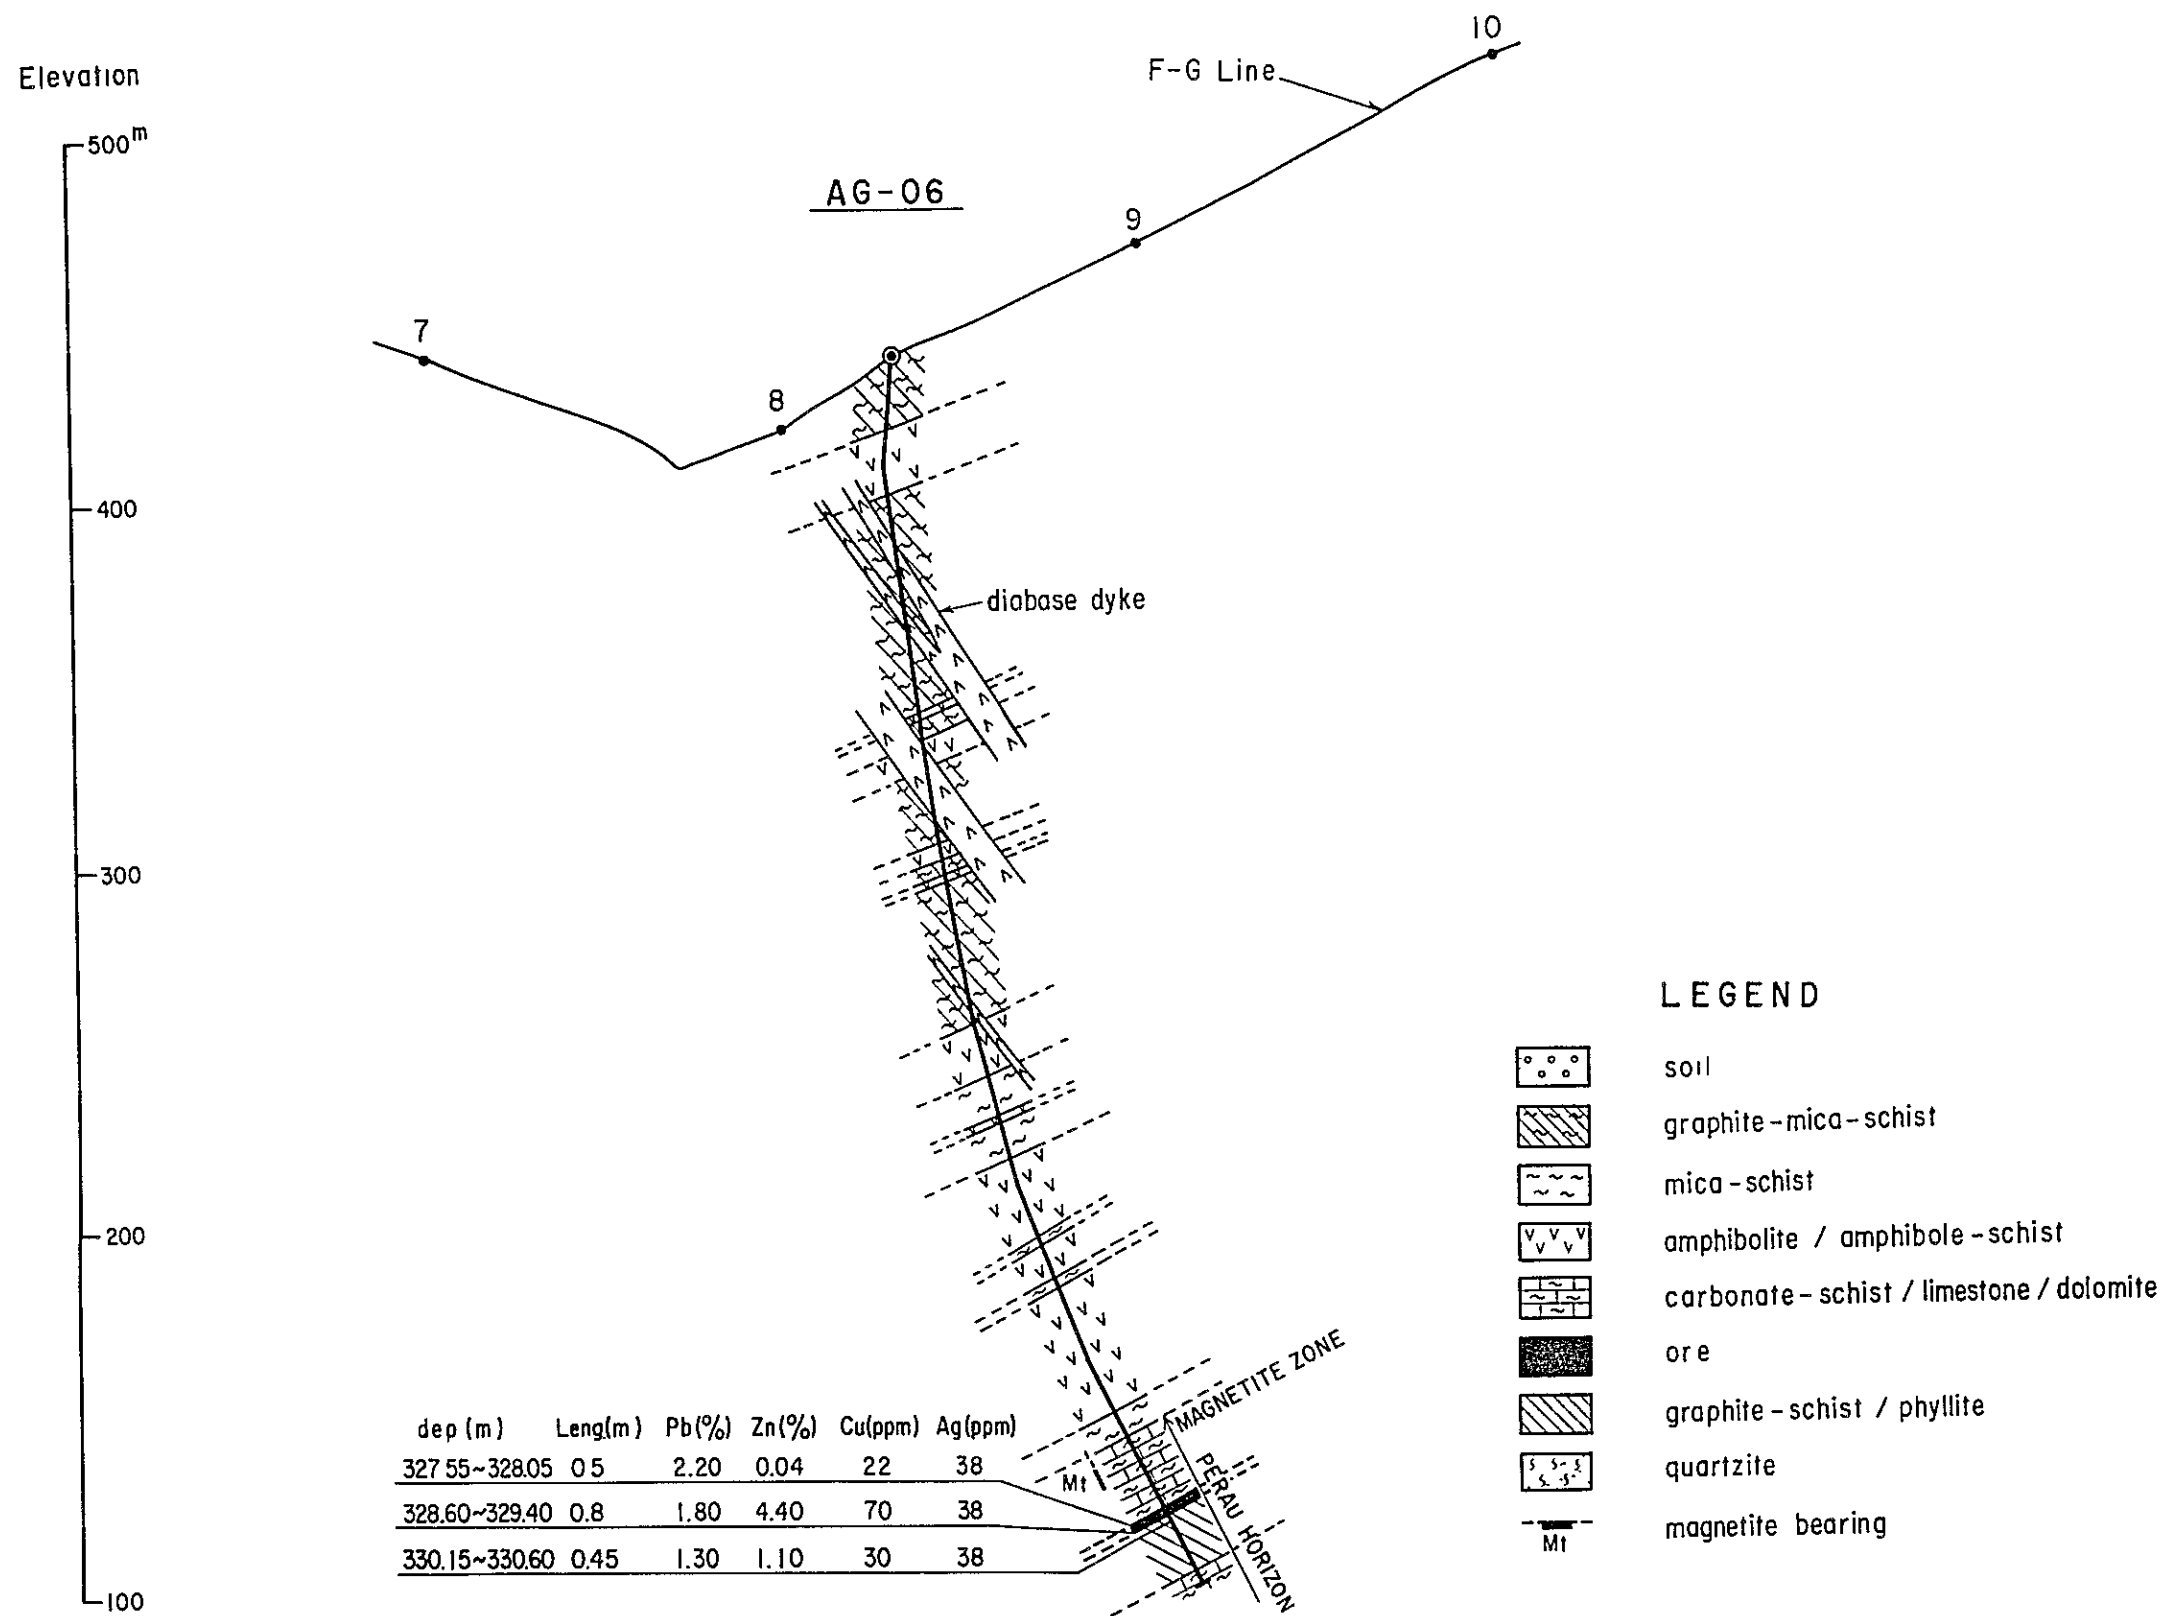 10
F-G Line
Elevation
500m
AG-06
9
7
8
400
diabase dyke
300
200
100
MAGNETITE ZONE
PERAU HORIZON
Mt
dep (m) Leng(m) Pb(%) Zn(%) Cu(ppm) Ag(ppm)
327 55~328.05 0 5 2.20 0.04 22 38
328.60~329.40 0.8 1.80 4.40 70 38
330.15~330.60 0.45 1.30 1.10 30 38
LEGEND
soil
graphite-mica-schist
mica-schist
amphibolite / amphibole-schist
carbonate-schist / limestone / dolomite
ore
graphite-schist / phyllite
quartzite
Mt magnetite bearing